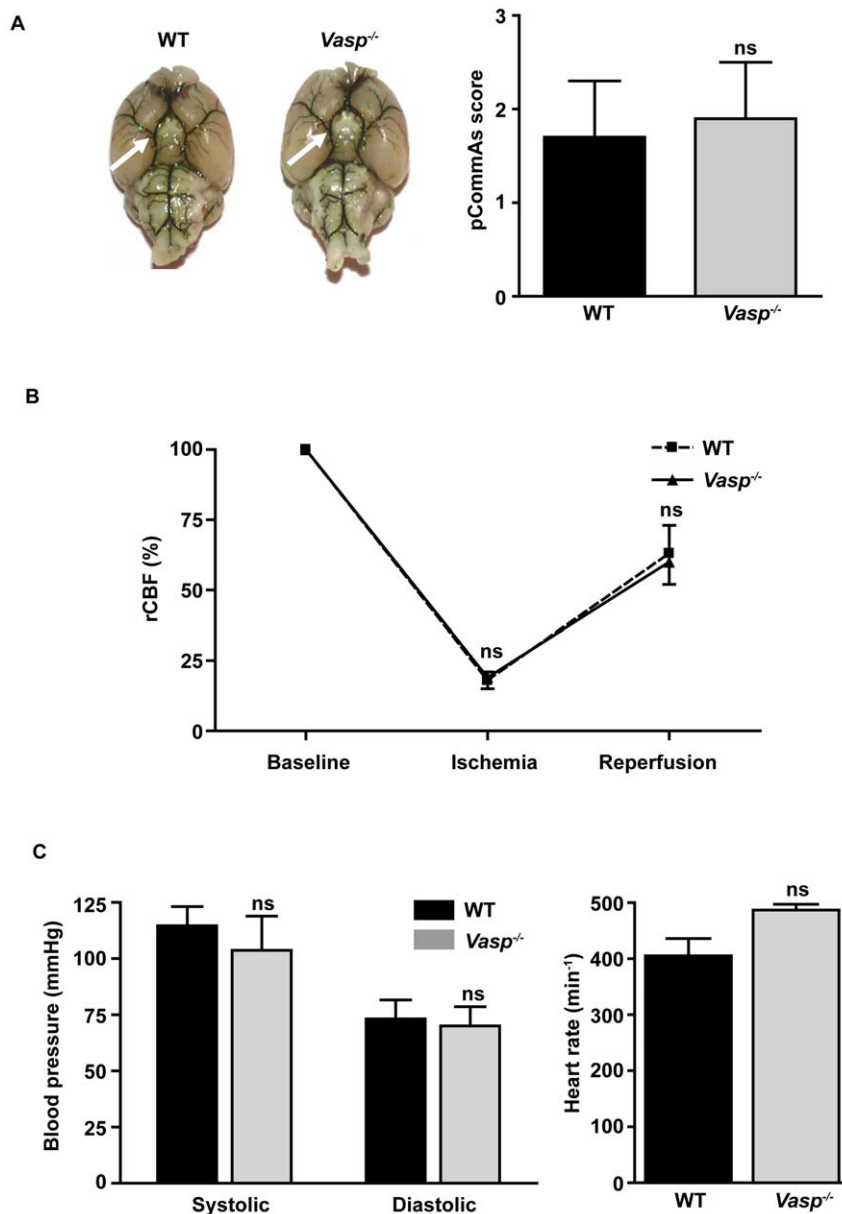 A
WT
Vasp-/-
pCommAs score
3
2
1
0
ns
WT
Vasp-/-
B
rCBF (%)
100
75
50
25
0
WT
Vasp-/-
ns
ns
Baseline
Ischemia
Reperfusion
C
Blood pressure (mmHg)
125
100
75
50
25
0
ns
ns
WT
Vasp-/-
Systolic
Diastolic
Heart rate (min-1)
500
400
300
200
100
0
ns
WT
Vasp-/-